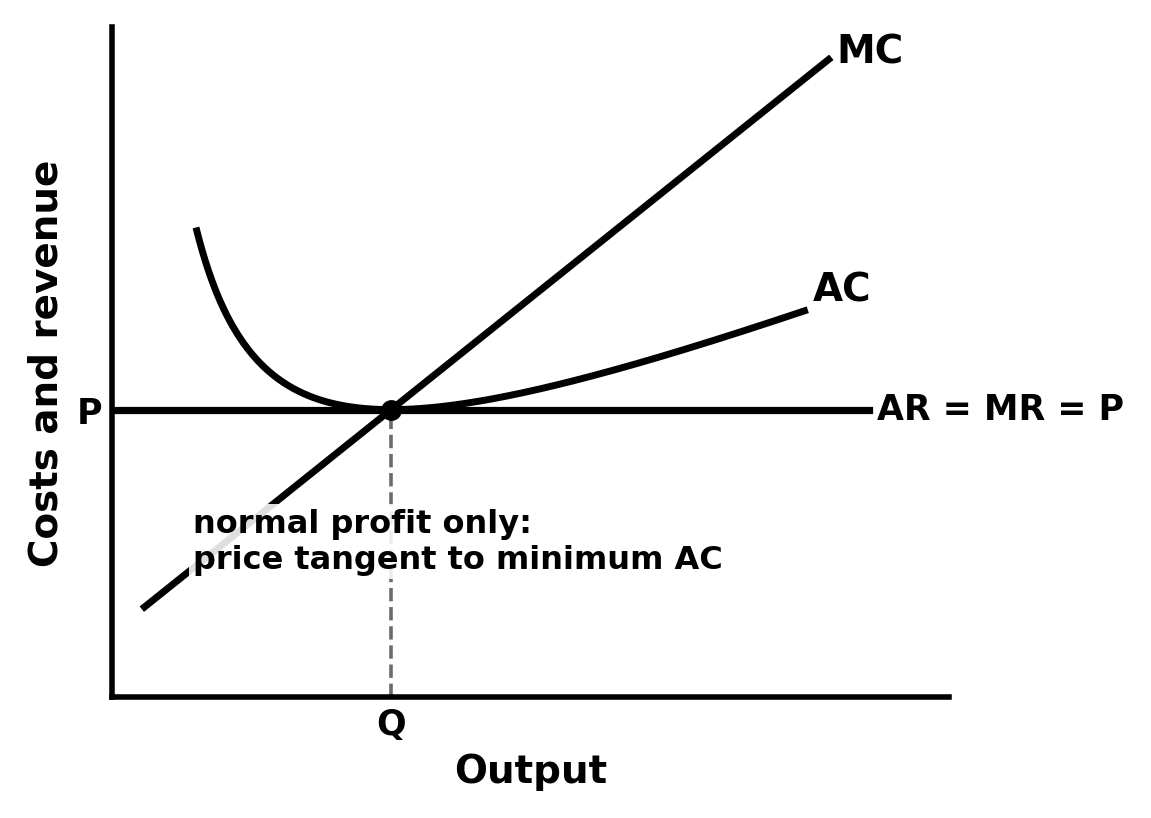 MC
Costs and revenue
AC
P
AR = MR = P
normal profit only:
price tangent to minimum AC
Q
Output